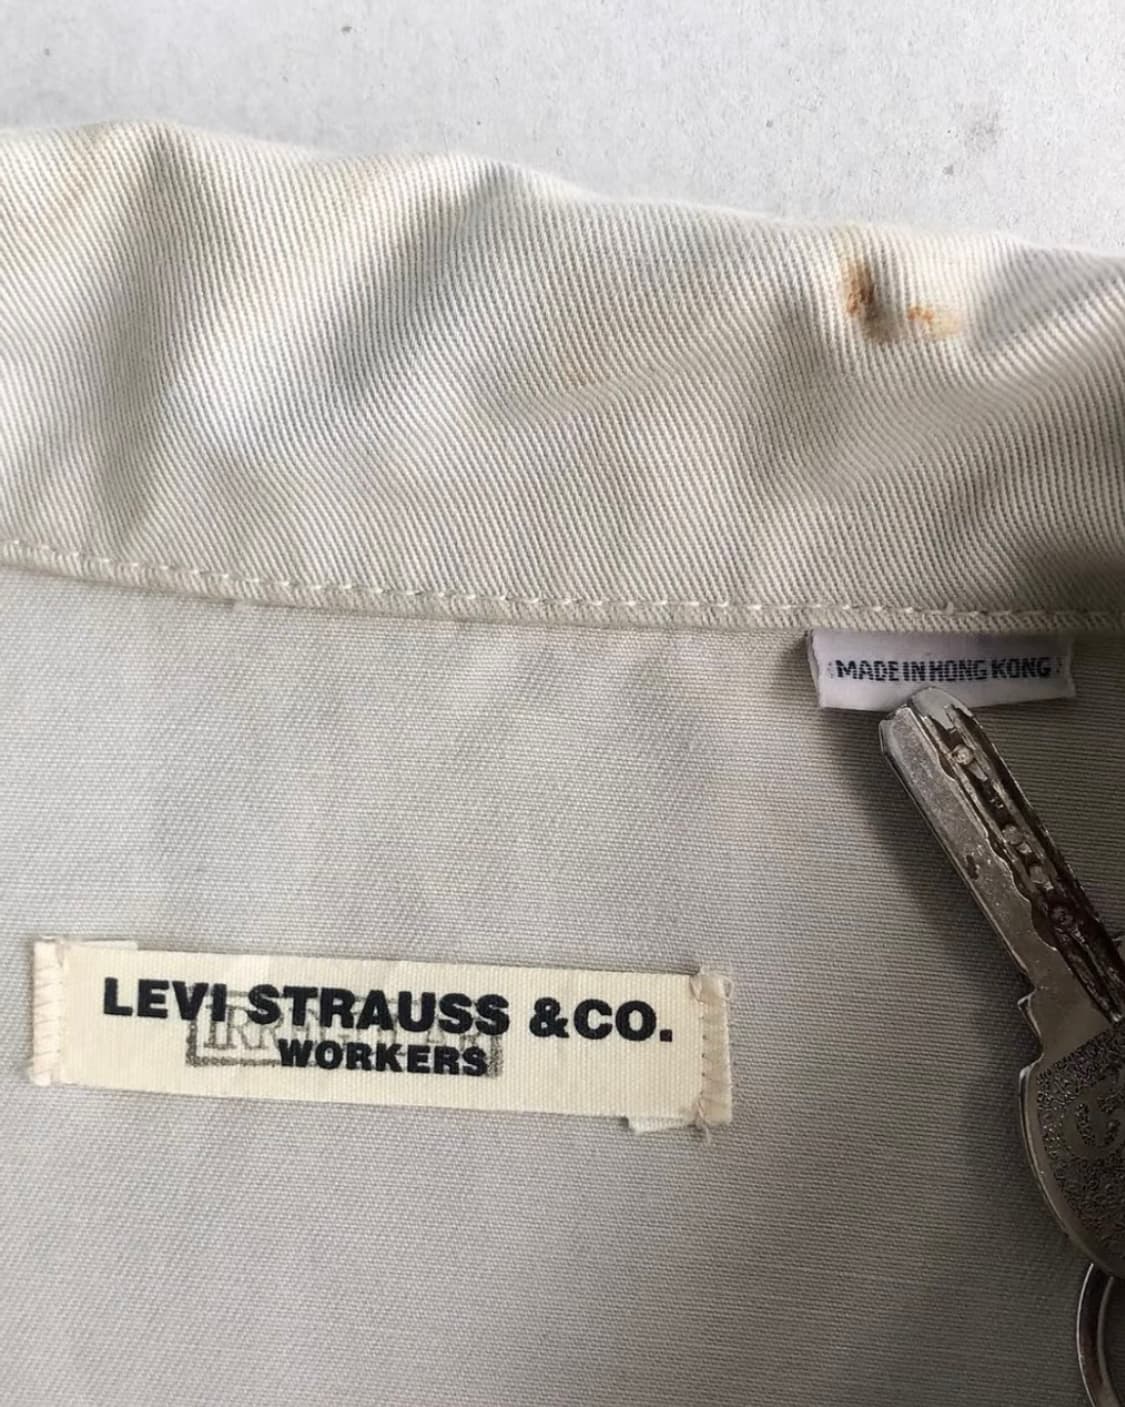 MADE IN HONG KONG
LEVI STRAUSS & CO.
WORKERS